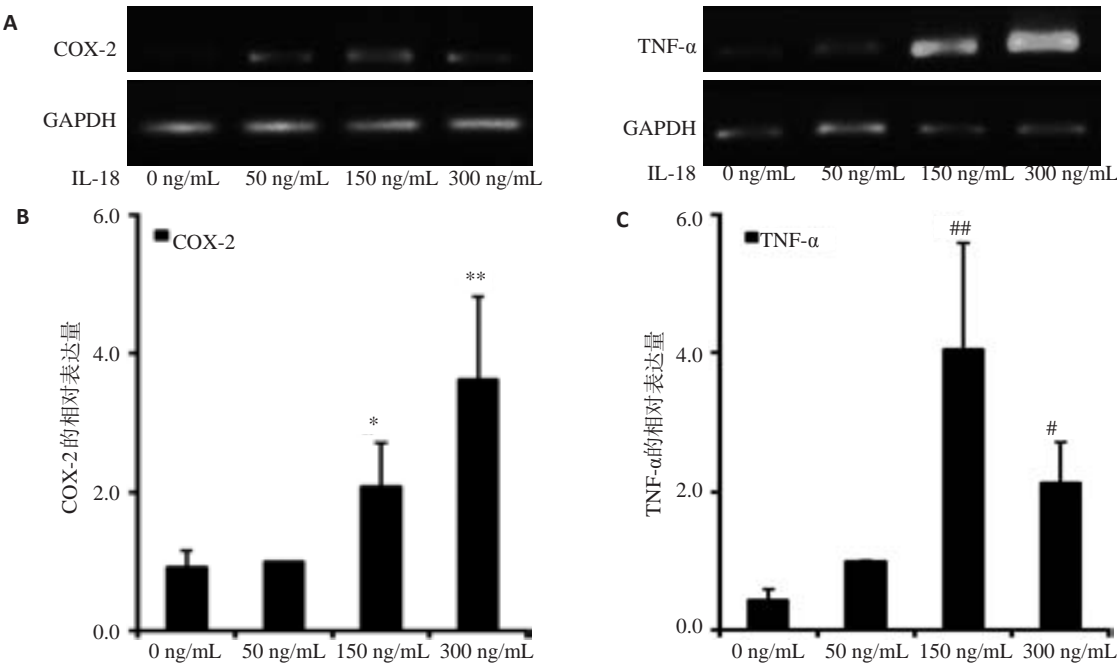 A
COX-2
GAPDH
IL-18 0 ng/mL 50 ng/mL 150 ng/mL 300 ng/mL
TNF-α
GAPDH
IL-18 0 ng/mL 50 ng/mL 150 ng/mL 300 ng/mL
B
COX-2的相对表达量
6.0
4.0
2.0
0.0
COX-2
*
**
0 ng/mL 50 ng/mL 150 ng/mL 300 ng/mL
C
TNF-α的相对表达量
6.0
4.0
2.0
0.0
TNF-α
##
#
0 ng/mL 50 ng/mL 150 ng/mL 300 ng/mL